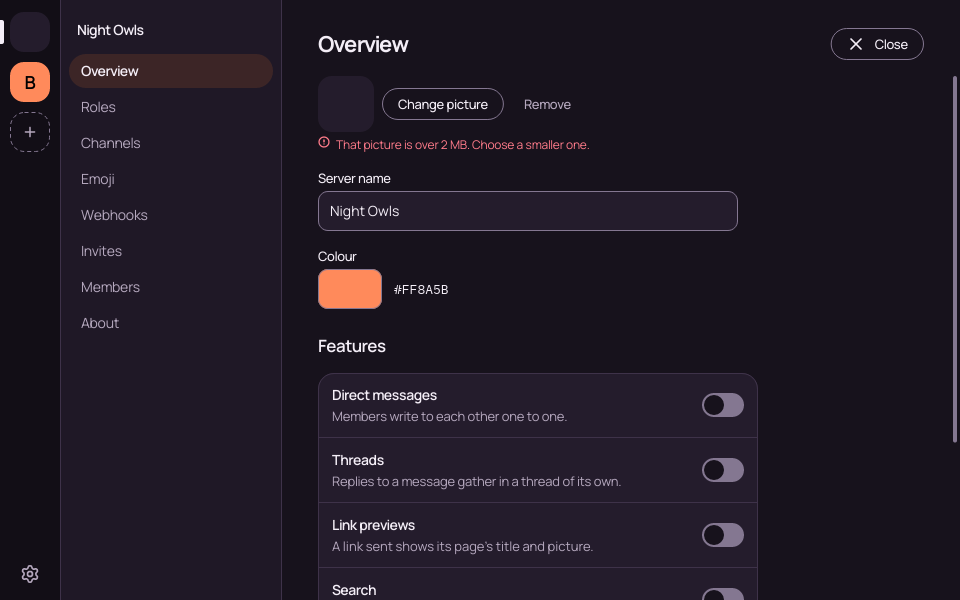 Night Owls
Overview
Close
B
Overview
Roles
Channels
Emoji
Webhooks
Invites
Members
About
Change picture
Remove
That picture is over 2 MB. Choose a smaller one.
Server name
Night Owls
Colour
#FF8A5B
Features
Direct messages
Members write to each other one to one.
Threads
Replies to a message gather in a thread of its own.
Link previews
A link sent shows its page's title and picture.
Search